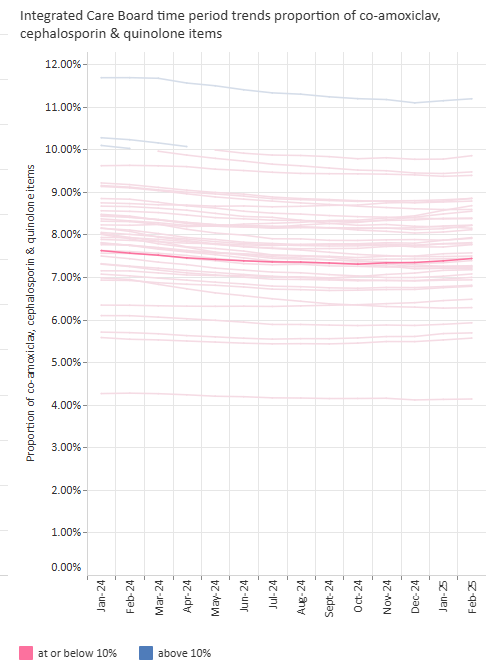 Integrated Care Board time period trends proportion of co-amoxiclav,
cephalosporin & quinolone items
Proportion of co-amoxiclav, cephalosporin & quinolone items
12.00%
11.00%
10.00%
9.00%
8.00%
7.00%
6.00%
5.00%
4.00%
3.00%
2.00%
1.00%
0.00%
Jan-24
Feb-24
Mar-24
Apr-24
May-24
Jun-24
Jul-24
Aug-24
Sept-24
Oct-24
Nov-24
Dec-24
Jan-25
Feb-25
at or below 10%
above 10%